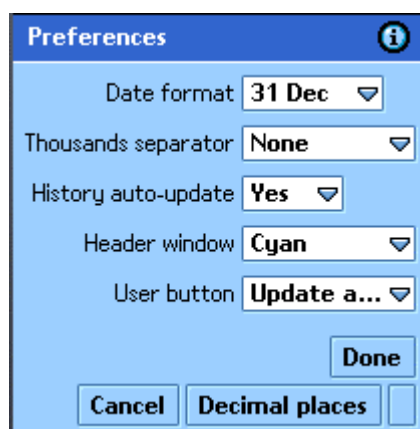 Preferences
Date format 31 Dec
Thousands separator None
History auto-update Yes
Header window Cyan
User button Update a...
Done
Cancel Decimal places